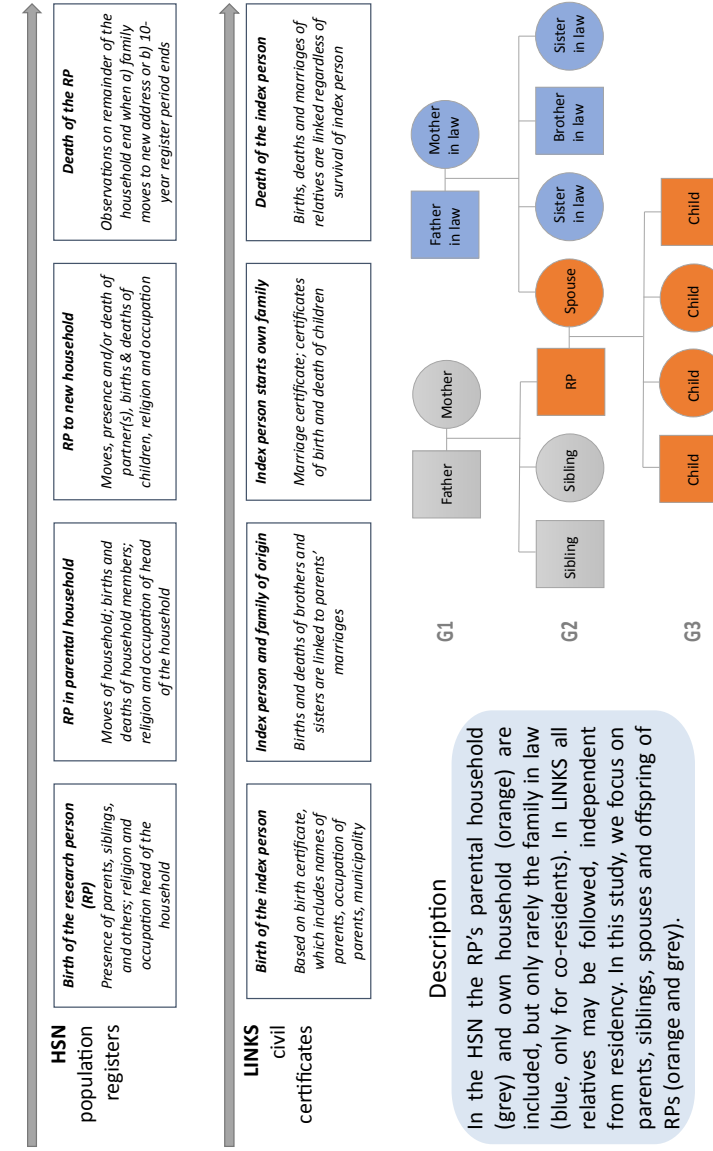 HSN
population
registers
Birth of the research person
(RP)
Presence of parents, siblings,
and others; religion and
occupation head of the
household
RP in parental household
Moves of household; births and
deaths of household members;
religion and occupation of head
of the household
RP to new household
Moves, presence and/or death of
partner(s), births & deaths of
children, religion and occupation
Death of the RP
Observations on remainder of the
household end when a) family
moves to new address or b) 10-
year register period ends
LINKS
civil
certificates
Birth of the index person
Based on birth certificate,
which includes names of
parents, occupation of
parents, municipality
Index person and family of origin
Births and deaths of brothers and
sisters are linked to parents’
marriages
Index person starts own family
Marriage certificate; certificates
of birth and death of children
Death of the index person
Births, deaths and marriages of
relatives are linked regardless of
survival of index person
Description
In the HSN the RP’s parental household
(grey) and own household (orange) are
included, but only rarely the family in law
(blue, only for co-residents). In LINKS all
relatives may be followed, independent
from residency. In this study, we focus on
parents, siblings, spouses and offspring of
RPs (orange and grey).
G1
Father
Mother
Father
in law
Mother
in law
G2
Sibling
Sibling
RP
Spouse
Sister
in law
Brother
in law
Sister
in law
G3
Child
Child
Child
Child